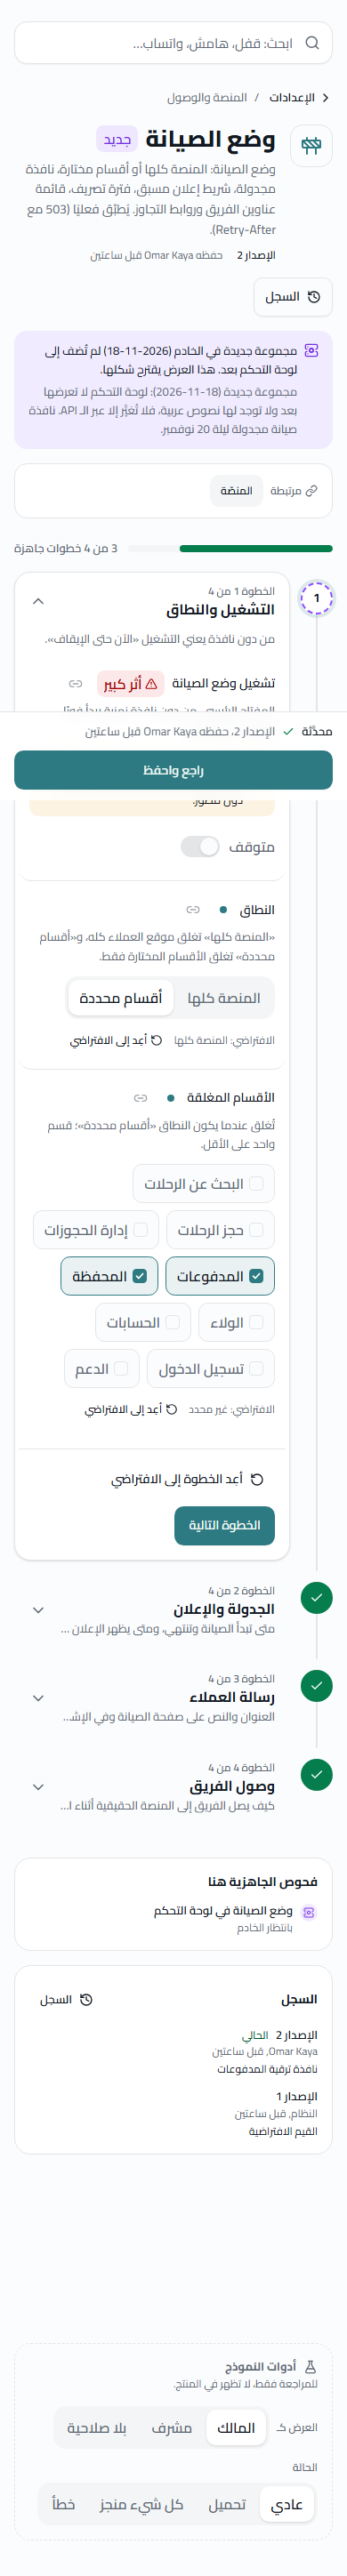 ابحث: قفل، هامش، واتساب...
الإعدادات / المنصة والوصول
وضع الصيانة جديد
وضع الصيانة: المنصة كلها أو أقسام مختارة، نافذة
مجدولة، شريط إعلان مسبق، فترة تصريف، قائمة
عناوين الفريق وروابط التجاوز. يُطبّق فعليًا (503 مع
Retry-After).
الإصدار 2 حفظه Omar Kaya قبل ساعتين
السجل
مجموعة جديدة في الخادم (2026-11-18) لم تُضف إلى
لوحة التحكم بعد. هذا العرض يقترح شكلها.
مجموعة جديدة (18-11-2026): لوحة التحكم لا تعرضها
بعد ولا توجد لها نصوص عربية، فلا تُغيَّر إلا عبر الـ API. نافذة
صيانة مجدولة ليلة 20 نوفمبر.
مرتبطة المنصّة
3 من 4 خطوات جاهزة
1
الخطوة 1 من 4
التشغيل والنطاق
من دون نافذة يعني التشغيل «الآن حتى الإيقاف».
تشغيل وضع الصيانة أثر كبير
محدّثة الإصدار 2، حفظه Omar Kaya قبل ساعتين
راجع واحفظ
متوقف
النطاق
«المنصة كلها» تغلق موقع العملاء كله، و«أقسام
محددة» تغلق الأقسام المختارة فقط.
المنصة كلها أقسام محددة
الافتراضي: المنصة كلها أعِد إلى الافتراضي
الأقسام المغلقة
تُغلق عندما يكون النطاق «أقسام محددة»؛ قسم
واحد على الأقل.
البحث عن الرحلات
حجز الرحلات إدارة الحجوزات
المدفوعات المحفظة
الولاء الحسابات
تسجيل الدخول الدعم
الافتراضي: غير محدد أعِد إلى الافتراضي
أعِد الخطوة إلى الافتراضي
الخطوة التالية
الخطوة 2 من 4
الجدولة والإعلان
متى تبدأ الصيانة وتنتهي، ومتى يظهر الإعلان ...
الخطوة 3 من 4
رسالة العملاء
العنوان والنص على صفحة الصيانة وفي الإش...
الخطوة 4 من 4
وصول الفريق
كيف يصل الفريق إلى المنصة الحقيقية أثناء ا...
فحوص الجاهزية هنا
وضع الصيانة في لوحة التحكم
بانتظار الخادم
السجل السجل
الإصدار 2 الحالي
Omar Kaya، قبل ساعتين
نافذة ترقية المدفوعات
الإصدار 1
النظام، قبل ساعتين
القيم الافتراضية
أدوات النموذج
للمراجعة فقط، لا تظهر في المنتج.
العرض كـ المالك مشرف بلا صلاحية
الحالة
عادي تحميل كل شيء منجز خطأ